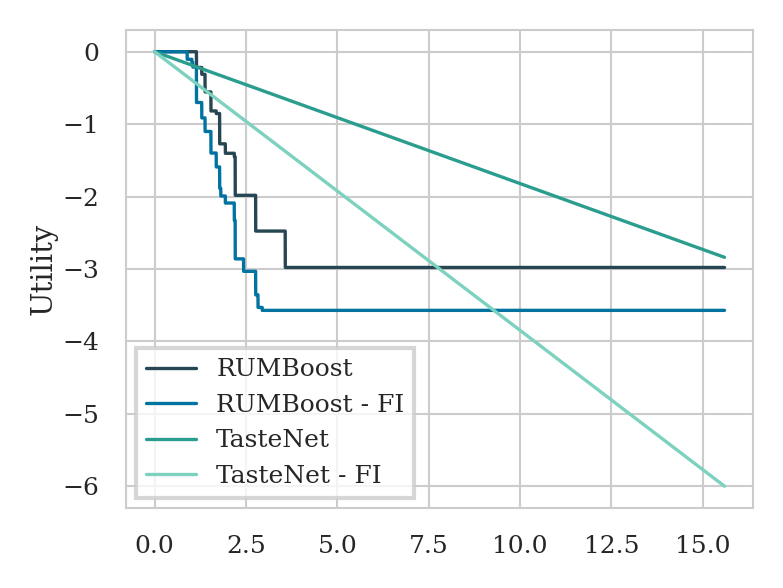 Utility
0
−1
−2
−3
−4
−5
−6
RUMBoost
RUMBoost - FI
TasteNet
TasteNet - FI
0.0 2.5 5.0 7.5 10.0 12.5 15.0